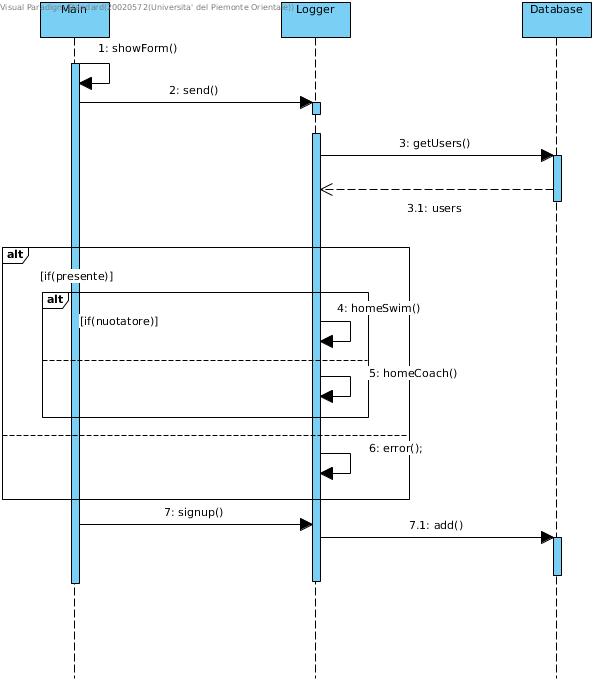 Visual Paradigm Standard(20020572(Universita' del Piemonte Orientale))
Main
Logger
Database
1: showForm()
2: send()
3: getUsers()
3.1: users
alt
[if(presente)]
alt
[if(nuotatore)]
4: homeSwim()
5: homeCoach()
6: error();
7: signup()
7.1: add()